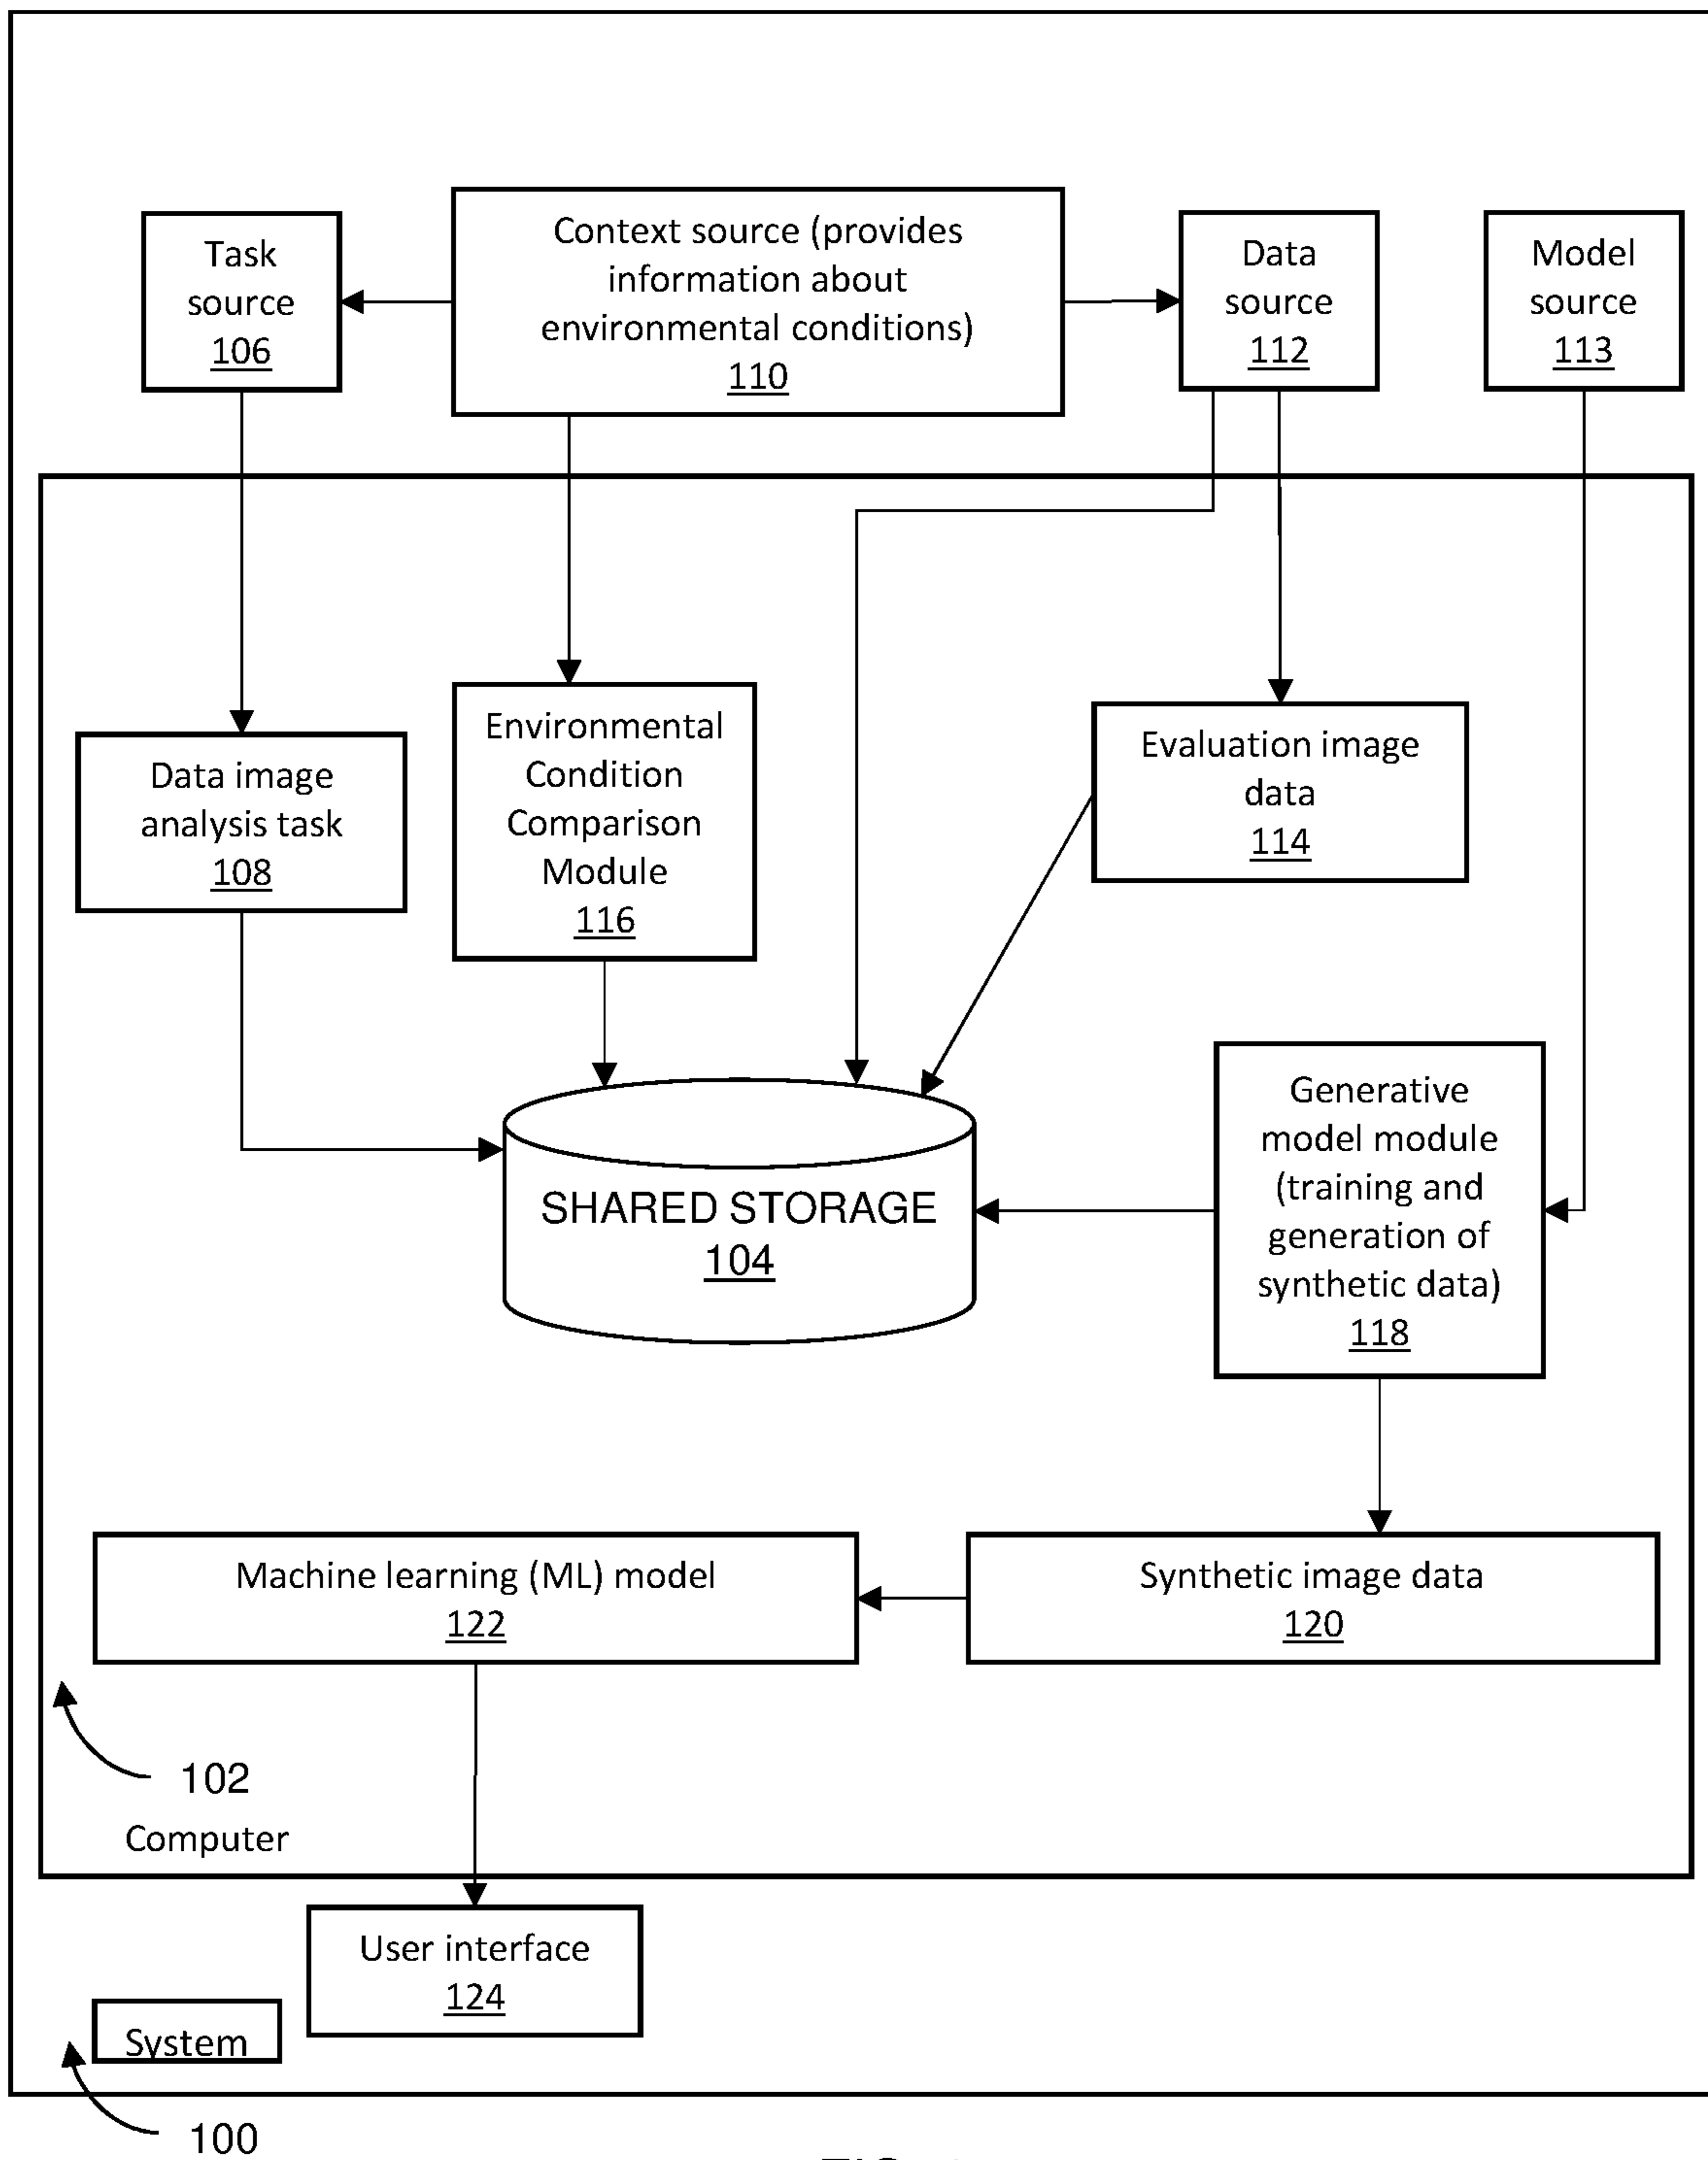 Task
source
106
Context source (provides
information about
environmental conditions)
110
Data
source
112
Model
source
113
Data image
analysis task
108
Environmental
Condition
Comparison
Module
116
Evaluation image
data
114
SHARED STORAGE
104
Generative
model module
(training and
generation of
synthetic data)
118
Machine learning (ML) model
122
Synthetic image data
120
102
Computer
User interface
124
System
100